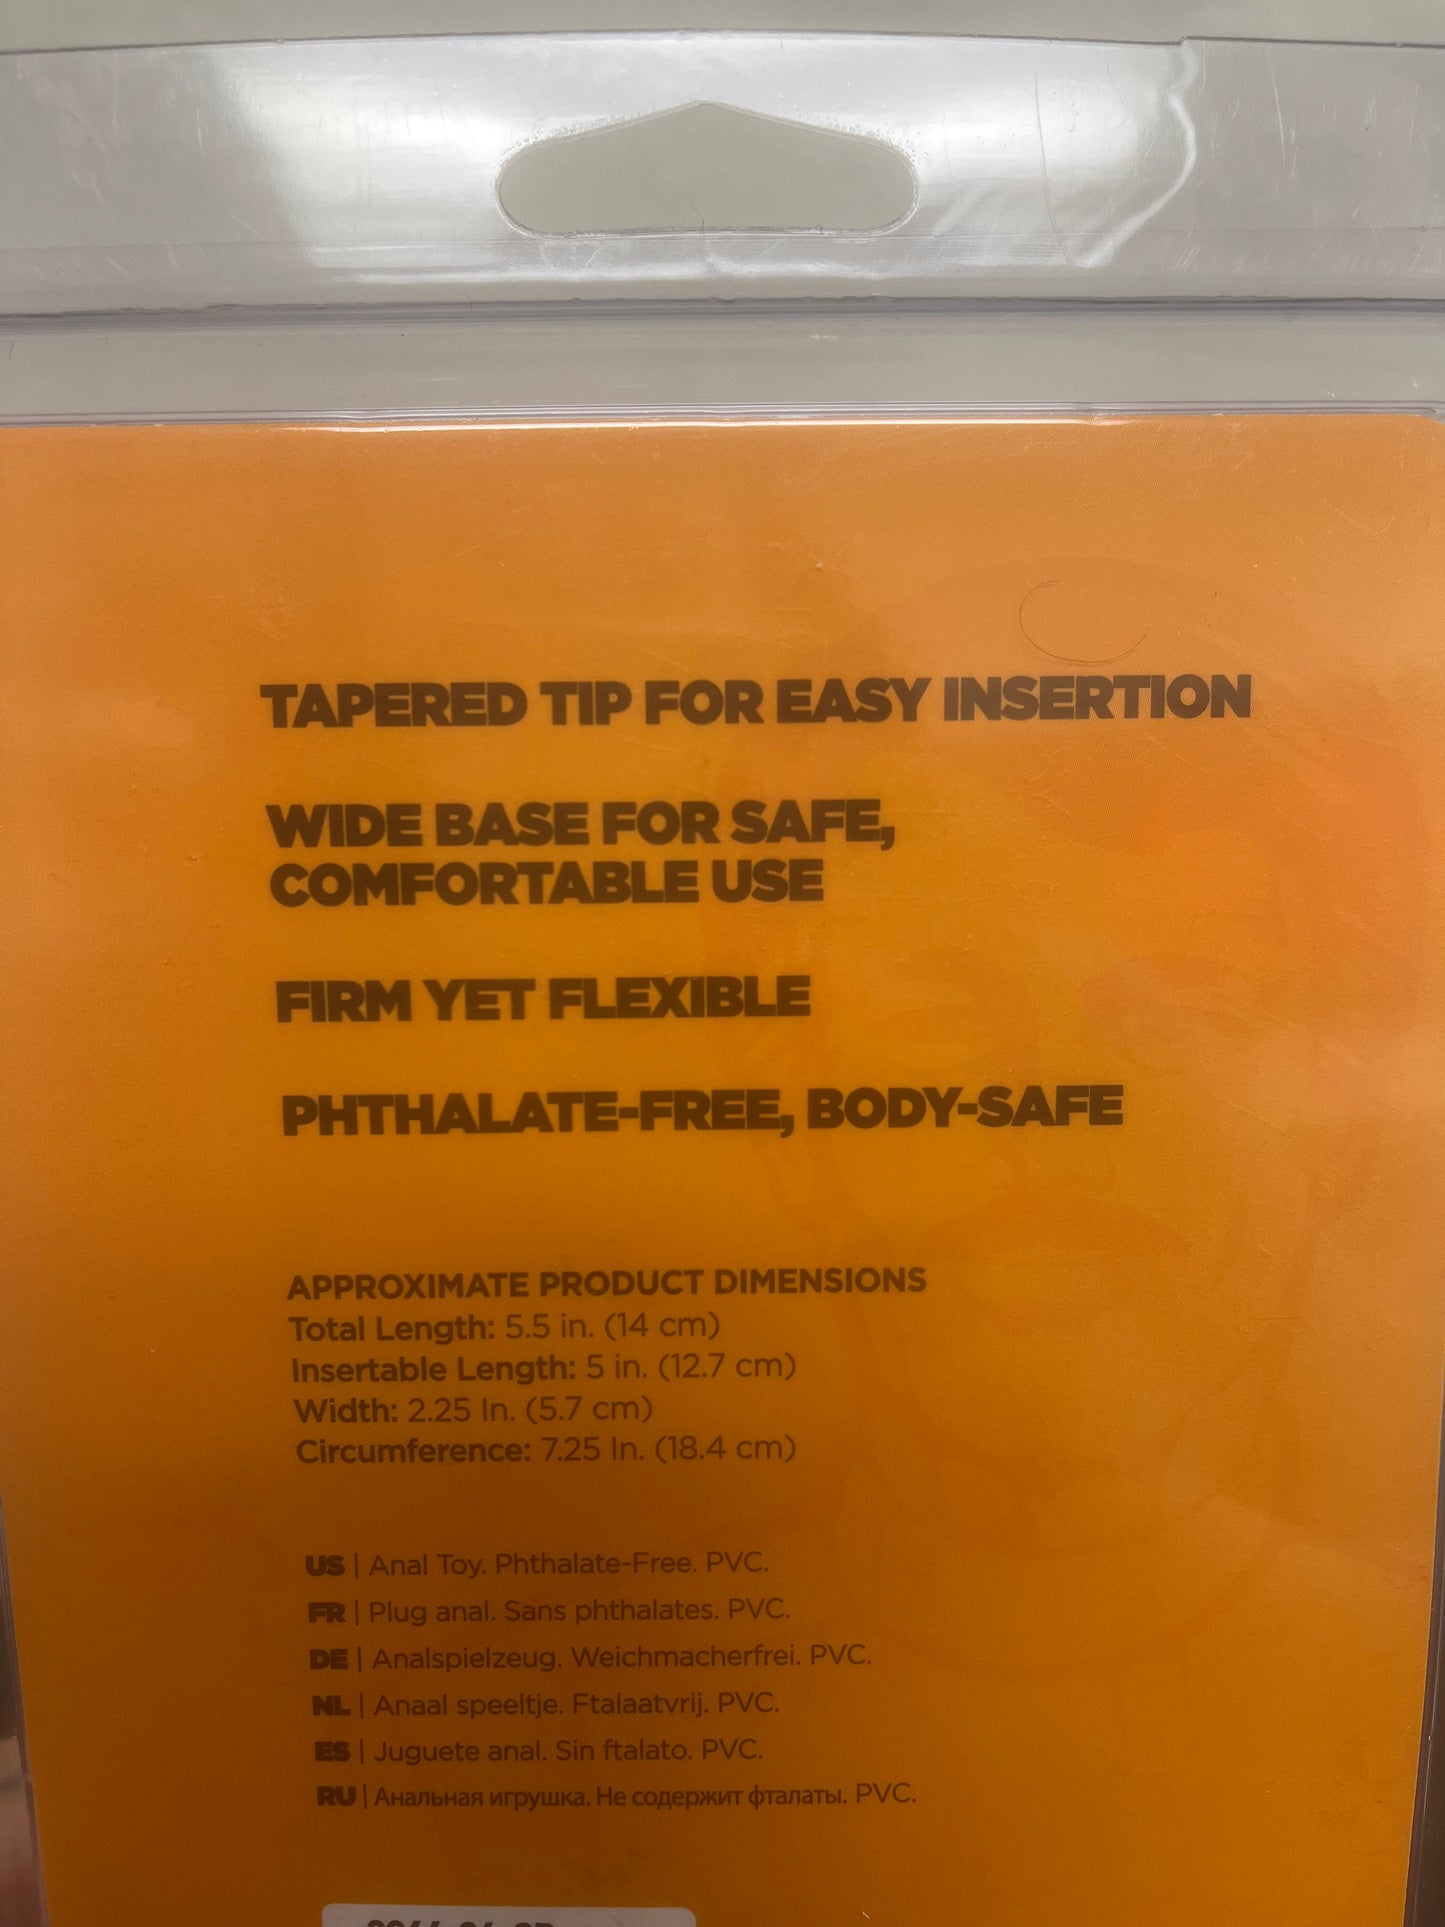 TAPERED TIP FOR EASY INSERTION
WIDE BASE FOR SAFE,
COMFORTABLE USE
FIRM YET FLEXIBLE
PHTHALATE-FREE, BODY-SAFE
APPROXIMATE PRODUCT DIMENSIONS
Total Length: 5.5 in. (14 cm)
Insertable Length: 5 in. (12.7 cm)
Width: 2.25 In. (5.7 cm)
Circumference: 7.25 In. (18.4 cm)
US | Anal Toy. Phthalate-Free. PVC.
FR | Plug anal. Sans phthalates. PVC.
DE | Analspielzeug. Weichmacherfrei. PVC.
NL | Anaal speeltje. Ftalaatvrij. PVC.
ES | Juguete anal. Sin ftalato. PVC.
RU | Анальная игрушка. Не содержит фталаты. PVC.